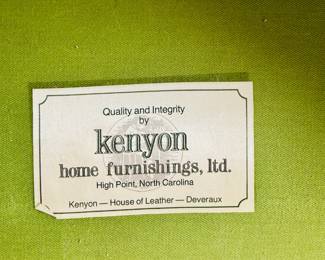 Quality and Integrity
by
kenyon
home furnishings, ltd.
High Point, North Carolina
Kenyon — House of Leather — Deveraux